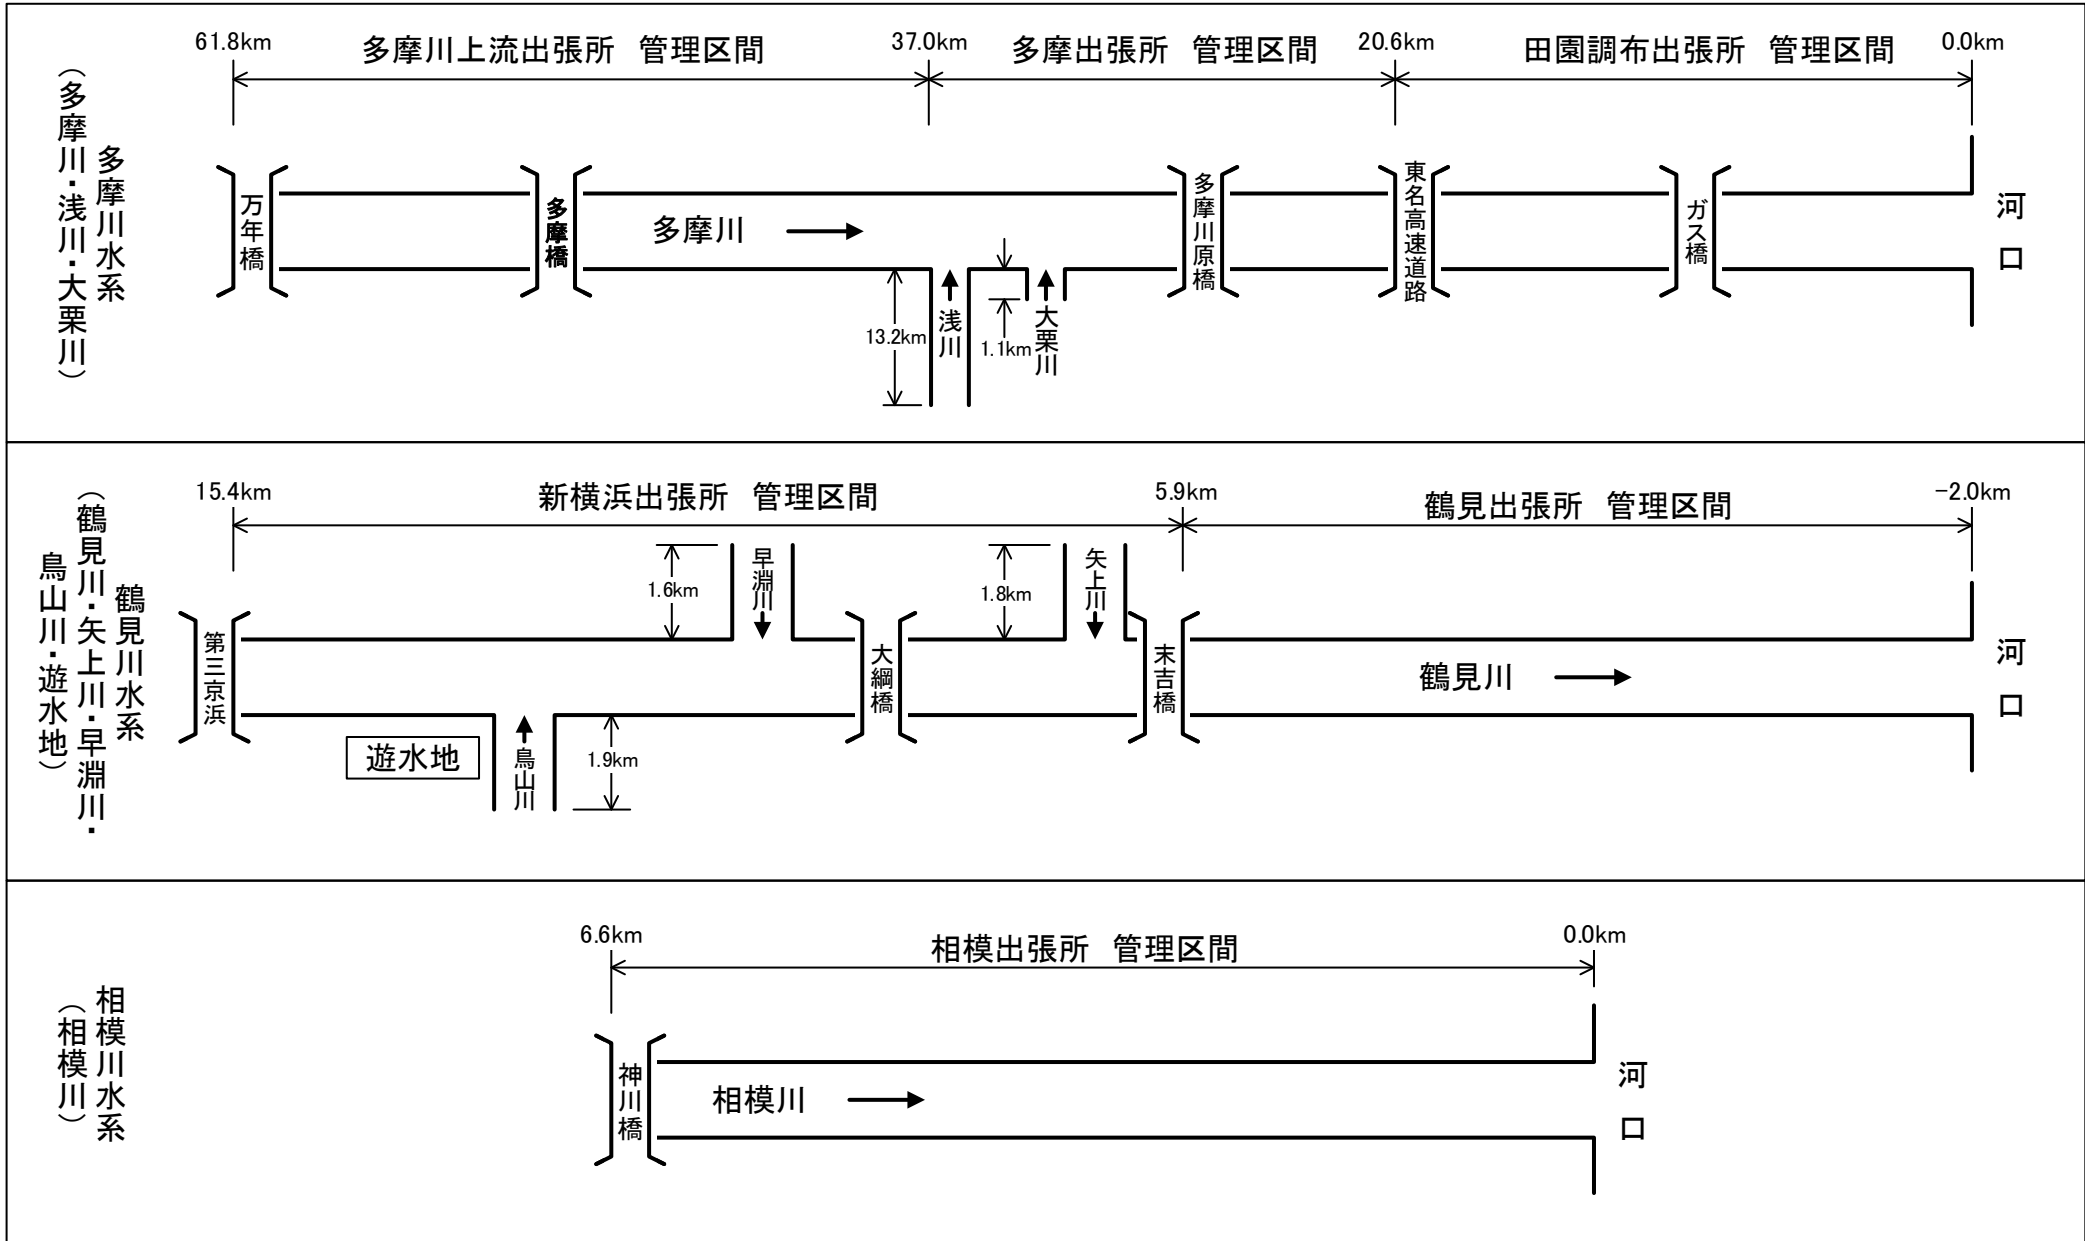 61.8km
多摩川上流出張所 管理区間
37.0km
多摩出張所 管理区間
20.6km
田園調布出張所 管理区間
0.0km
多摩川水系
（多摩川・浅川・大栗川）
万年橋
多摩橋
多摩川
多摩川原橋
東名高速道路
ガス橋
河口
13.2km
浅川
1.1km
大栗川
15.4km
新横浜出張所 管理区間
5.9km
鶴見出張所 管理区間
-2.0km
鶴見川水系
（鶴見川・矢上川・早淵川・
鳥山川・遊水地）
1.6km
早淵川
1.8km
矢上川
第三京浜
大綱橋
末吉橋
鶴見川
河口
遊水地
鳥山川
1.9km
6.6km
相模出張所 管理区間
0.0km
相模川水系
（相模川）
神川橋
相模川
河口